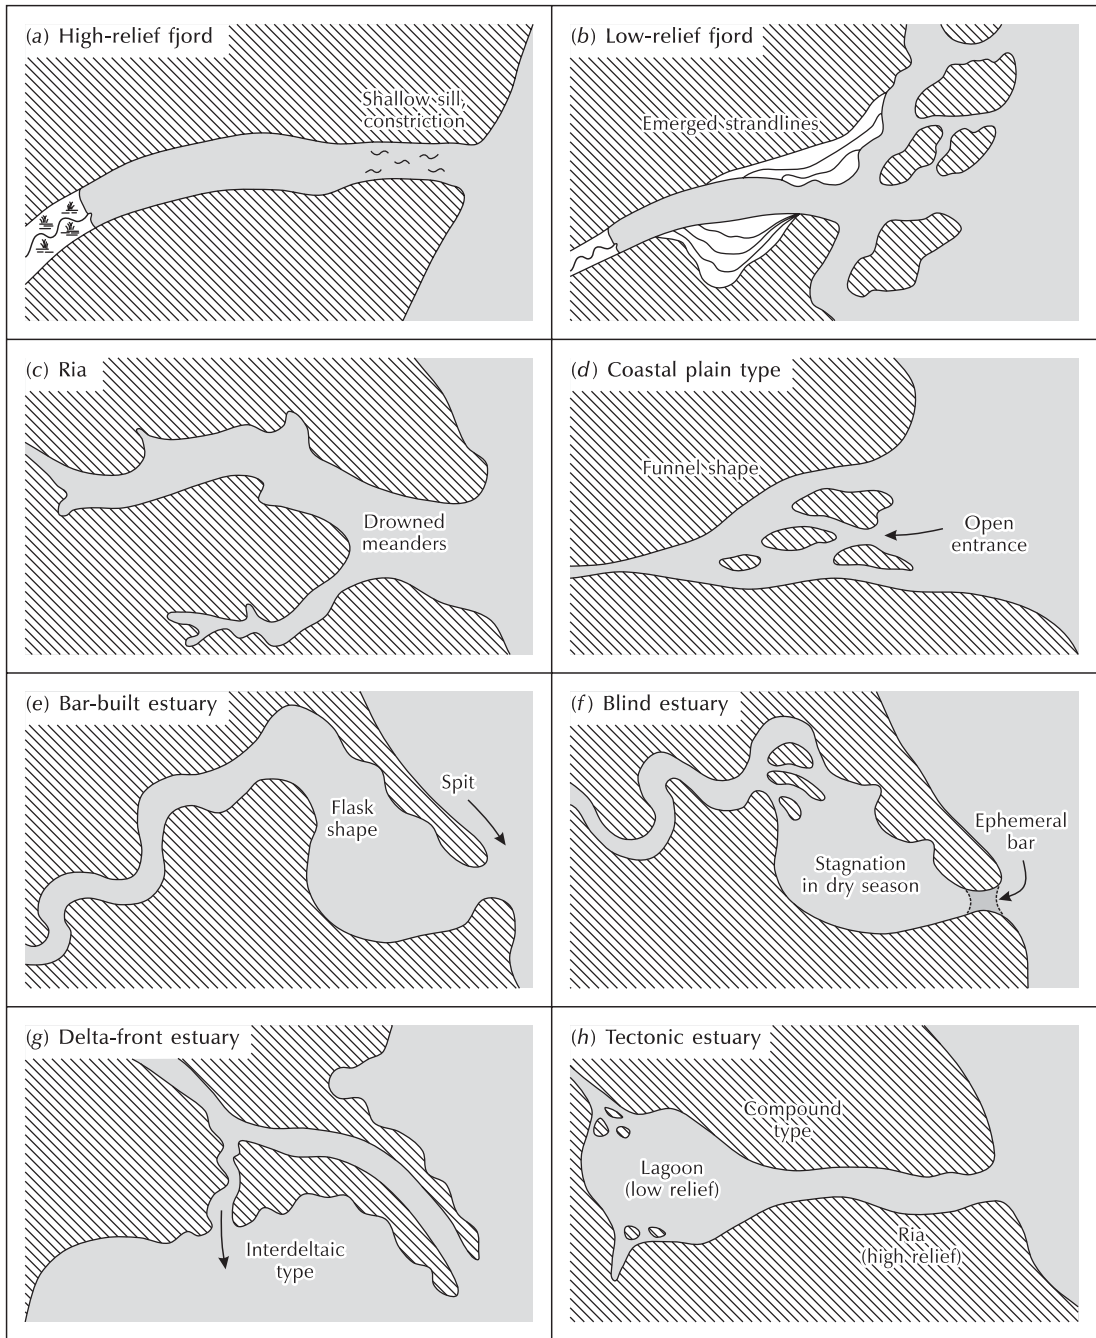 (a) High-relief fjord
Shallow sill,
constriction
(b) Low-relief fjord
Emerged strandlines
(c) Ria
Drowned
meanders
(d) Coastal plain type
Funnel shape
Open
entrance
(e) Bar-built estuary
Spit
Flask
shape
(f) Blind estuary
Ephemeral
bar
Stagnation
in dry season
(g) Delta-front estuary
Interdeltaic
type
(h) Tectonic estuary
Compound
type
Lagoon
(low relief)
Ria
(high relief)